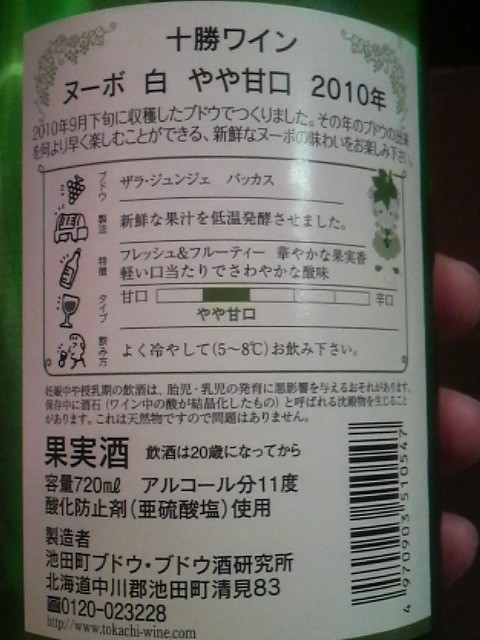 十勝ワイン
ヌーボ 白 やや甘口 2010年
2010年9月下旬に収穫したブドウでつくりました。その年のブドウの出来
を何より早く楽しむことができる、新鮮なヌーボの味わいをお楽しみ下さい。
ブドウ ザラ・ジュンジェ バッカス
製法 新鮮な果汁を低温発酵させました。
特徴 フレッシュ&フルーティー 華やかな果実香
軽い口当たりでさわやかな酸味
タイプ 甘口 辛口
やや甘口
飲み方 よく冷やして(5~8℃)お飲み下さい。
妊娠中や授乳期の飲酒は、胎児・乳児の発育に悪影響を与えるおそれがあります。
保存中に酒石(ワイン中の酸が結晶化したもの)と呼ばれる沈殿物を生じることが
あります。これは天然物ですので問題はありません。
果実酒 飲酒は20歳になってから
容量720㎖ アルコール分11度
酸化防止剤(亜硫酸塩)使用
製造者
池田町ブドウ・ブドウ酒研究所
北海道中川郡池田町清見83
0120-023228
http://www.tokachi-wine.com
4 970903 510547